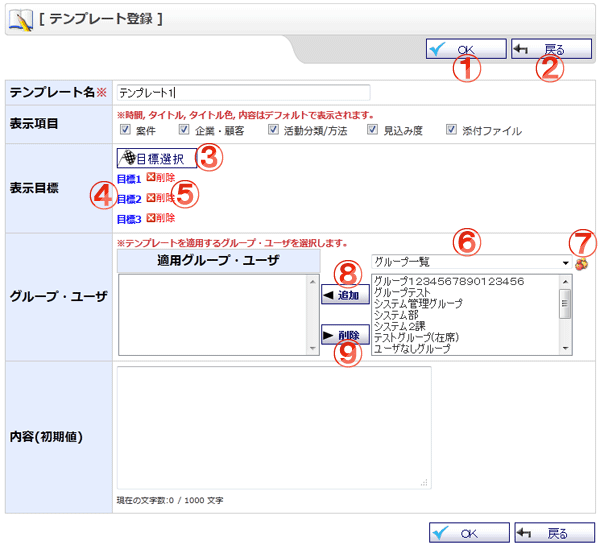 [ テンプレート登録 ]
OK 戻る
① ②
テンプレート名※ テンプレート1
表示項目 ※時間, タイトル, タイトル色, 内容はデフォルトで表示されます。
案件 企業・顧客 活動分類/方法 見込み度 添付ファイル
表示目標 目標選択 ③
④ 目標1 削除 ⑤
目標2 削除
目標3 削除
グループ・ユーザ ※テンプレートを適用するグループ・ユーザを選択します。
適用グループ・ユーザ ⑥ ⑦
グループ一覧
⑧ 追加
削除 ⑨
グループ1234567890123456
グループテスト
システム管理グループ
システム部
システム2課
テストグループ(在席)
ユーザなしグループ
内容(初期値)
現在の文字数:0 / 1000 文字
OK 戻る